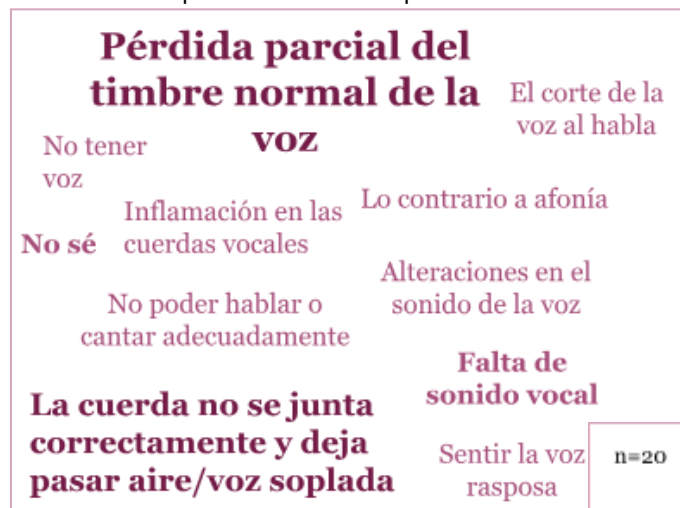 Pérdida parcial del
timbre normal de la
voz
El corte de la
voz al habla
No tener
voz
Lo contrario a afonía
Inflamación en las
cuerdas vocales
No sé
Alteraciones en el
sonido de la voz
No poder hablar o
cantar adecuadamente
Falta de
sonido vocal
La cuerda no se junta
correctamente y deja
pasar aire/voz soplada
Sentir la voz
rasposa
n=20